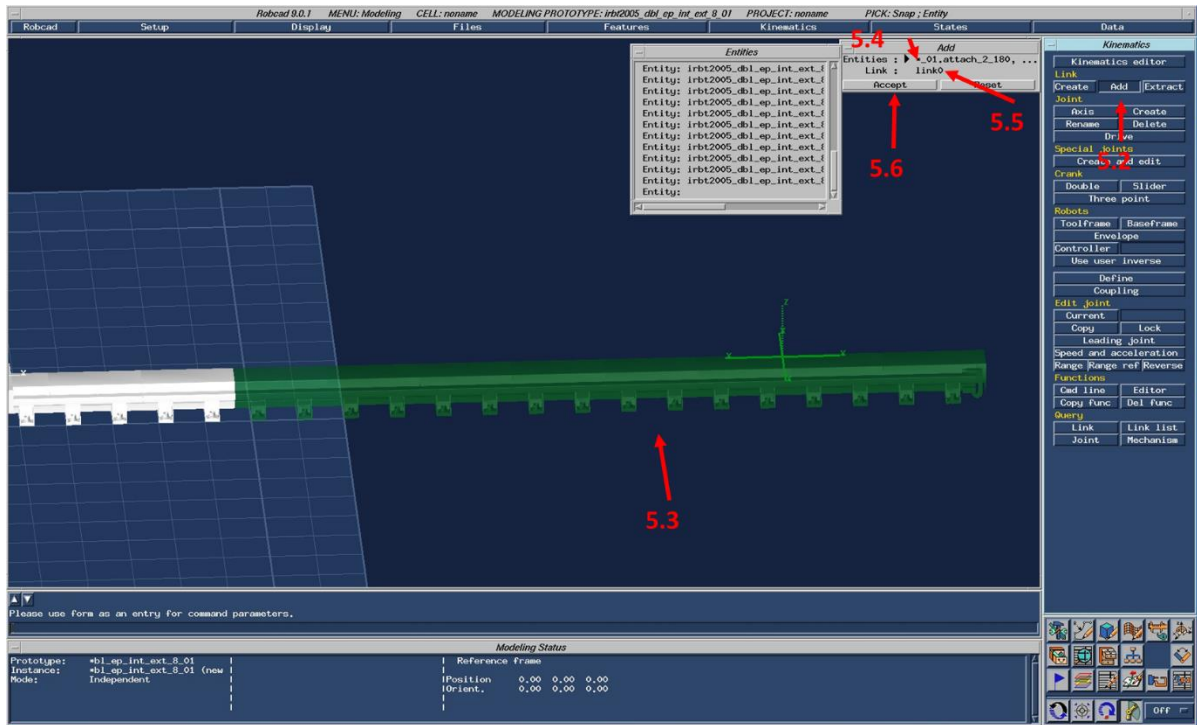 Robcad 9.0.1 MENU: Modeling CELL: noname MODELING PROTOTYPE: irbt2005_dbl_ep_int_ext_8_01 PROJECT: noname PICK: Snap ; Entity
Robcad Setup Display Files Features Kinematics States Data
5.4
Add
Entities : *_01.attach_2_180, ...
Link : link0
Accept Reset
5.5
5.6
Entities
Entity: irbt2005_dbl_ep_int_ext_8
Entity: irbt2005_dbl_ep_int_ext_8
Entity: irbt2005_dbl_ep_int_ext_8
Entity: irbt2005_dbl_ep_int_ext_8
Entity: irbt2005_dbl_ep_int_ext_8
Entity: irbt2005_dbl_ep_int_ext_8
Entity: irbt2005_dbl_ep_int_ext_8
Entity: irbt2005_dbl_ep_int_ext_8
Entity: irbt2005_dbl_ep_int_ext_8
Entity: irbt2005_dbl_ep_int_ext_8
Entity: irbt2005_dbl_ep_int_ext_8
Entity:
Kinematics
Kinematics editor
Link
Create Add Extract
Joint
Axis Create
Rename Delete
Drive
Special joints
Create and edit
5.2
Crank
Double Slider
Three point
Robots
Toolframe Baseframe
Envelope
Controller
Use user inverse
Define
Coupling
Edit joint
Current
Copy Lock
Leading joint
Speed and acceleration
Range Range ref Reverse
Functions
Cmd line Editor
Copy func Del func
Query
Link Link list
Joint Mechanism
z
x x
x
5.3
Please use form as an entry for command parameters.
Modeling Status
Prototype: *bl_ep_int_ext_8_01
Instance: *bl_ep_int_ext_8_01 (new
Mode: Independent
Reference frame
Position 0.00 0.00 0.00
Orient. 0.00 0.00 0.00
Off